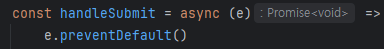 const handleSubmit = async (e) : Promise<void> =>
e.preventDefault()